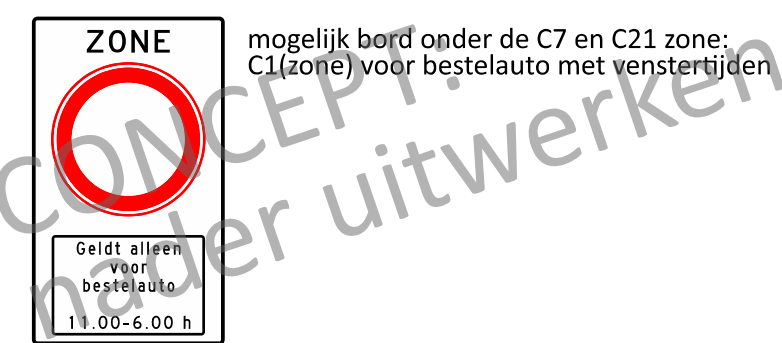 ZONE
mogelijk bord onder de C7 en C21 zone:
C1(zone) voor bestelauto met venstertijden
CONCEPT:
nader uitwerken
Geldt alleen
voor
bestelauto
11.00-6.00 h